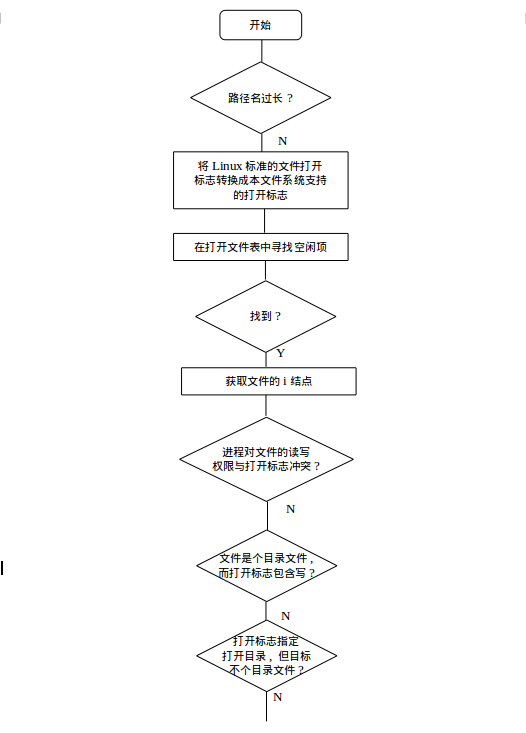 开始
路径名过长？
N
将 Linux 标准的文件打开
标志转换成本文件系统支持
的打开标志
在打开文件表中寻找空闲项
找到？
Y
获取文件的 i 结点
进程对文件的读写
权限与打开标志冲突？
N
文件是个目录文件，
而打开标志包含写？
N
打开标志指定
打开目录，但目标
不个目录文件？
N